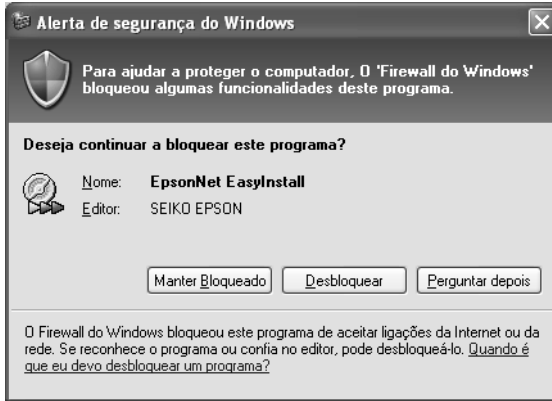 Alerta de segurança do Windows
Para ajudar a proteger o computador, O 'Firewall do Windows'
bloqueou algumas funcionalidades deste programa.
Deseja continuar a bloquear este programa?
Nome: EpsonNet EasyInstall
Editor: SEIKO EPSON
Manter Bloqueado Desbloquear Perguntar depois
O Firewall do Windows bloqueou este programa de aceitar ligações da Internet ou da
rede. Se reconhece o programa ou confia no editor, pode desbloqueá-lo. Quando é
que eu devo desbloquear um programa?